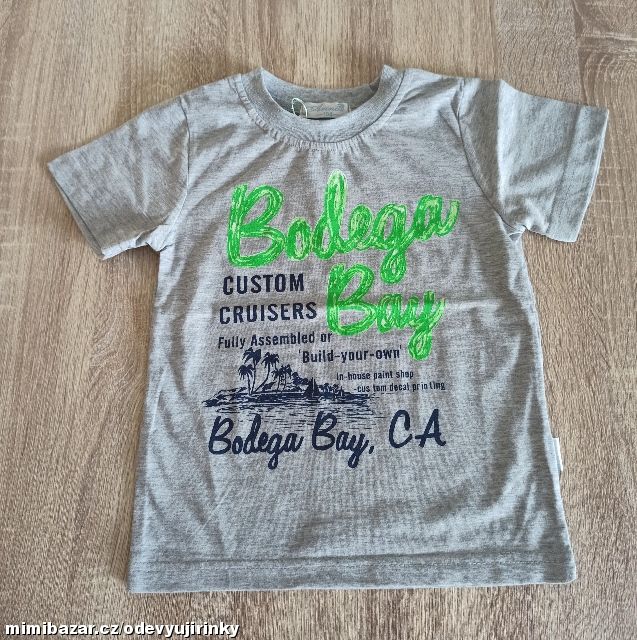 Bodega
Bay
CUSTOM
CRUISERS
Fully Assembled or
'Build-your-own'
in-house paint shop
-custom decal printing
Bodega Bay, CA
mimibazar.cz/odevyujirinky